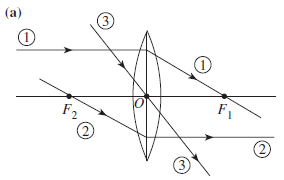 (a)
③
①
①
O
F₂
F₁
②
②
③